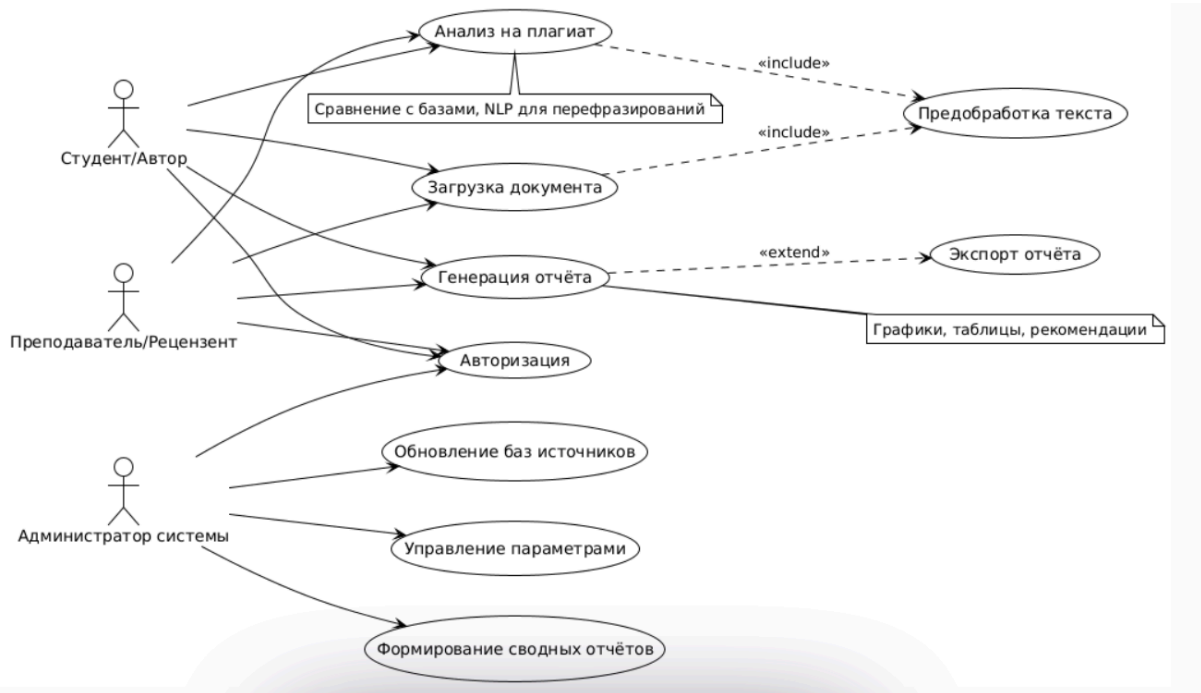 Анализ на плагиат
«include»
Сравнение с базами, NLP для перефразирований
Предобработка текста
«include»
Студент/Автор
Загрузка документа
«extend»
Экспорт отчёта
Генерация отчёта
Графики, таблицы, рекомендации
Преподаватель/Рецензент
Авторизация
Обновление баз источников
Администратор системы
Управление параметрами
Формирование сводных отчётов